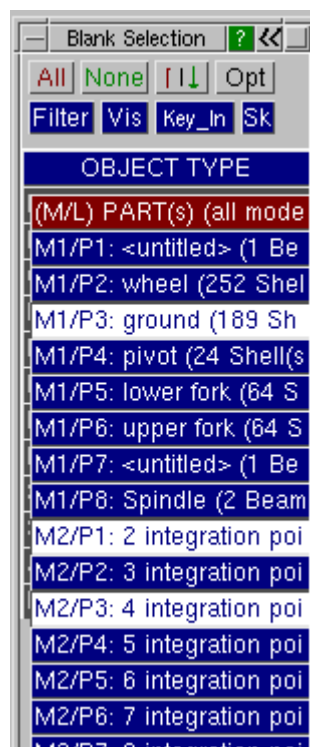 Blank Selection ?
All None Opt
Filter Vis Key_In Sk
OBJECT TYPE
(M/L) PART(s) (all mode
M1/P1: <untitled> (1 Be
M1/P2: wheel (252 Shel
M1/P3: ground (189 Sh
M1/P4: pivot (24 Shell(s
M1/P5: lower fork (64 S
M1/P6: upper fork (64 S
M1/P7: <untitled> (1 Be
M1/P8: Spindle (2 Beam
M2/P1: 2 integration poi
M2/P2: 3 integration poi
M2/P3: 4 integration poi
M2/P4: 5 integration poi
M2/P5: 6 integration poi
M2/P6: 7 integration poi